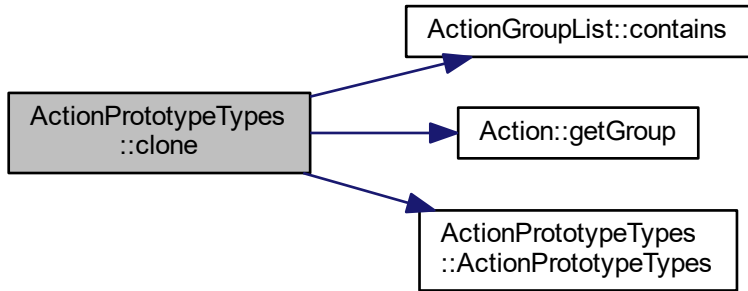 ActionPrototypeTypes
::clone
ActionGroupList::contains
Action::getGroup
ActionPrototypeTypes
::ActionPrototypeTypes